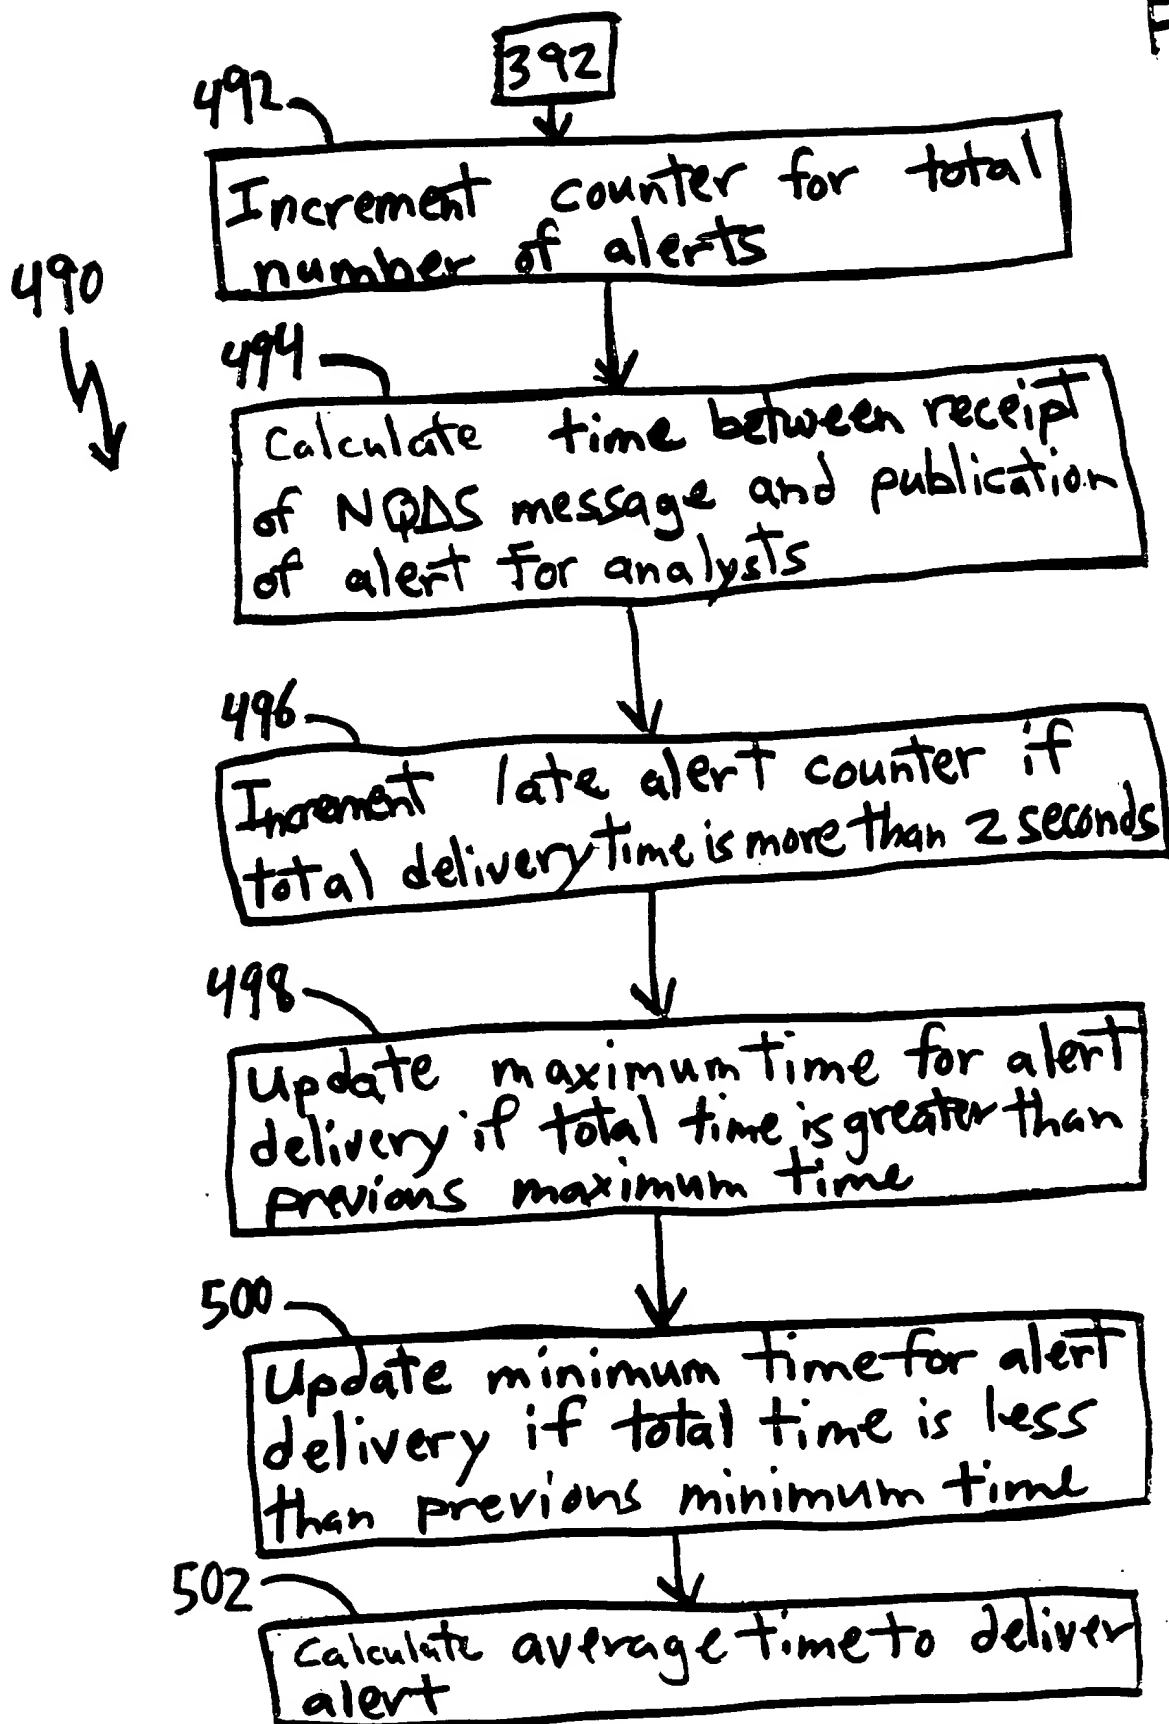 392
492
Increment counter for total
number of alerts
490
494
Calculate time between receipt
of NQDS message and publication
of alert for analysts
496
Increment late alert counter if
total delivery time is more than 2 seconds
498
Update maximum time for alert
delivery if total time is greater than
previous maximum time
500
Update minimum time for alert
delivery if total time is less
than previous minimum time
502
Calculate average time to deliver
alert